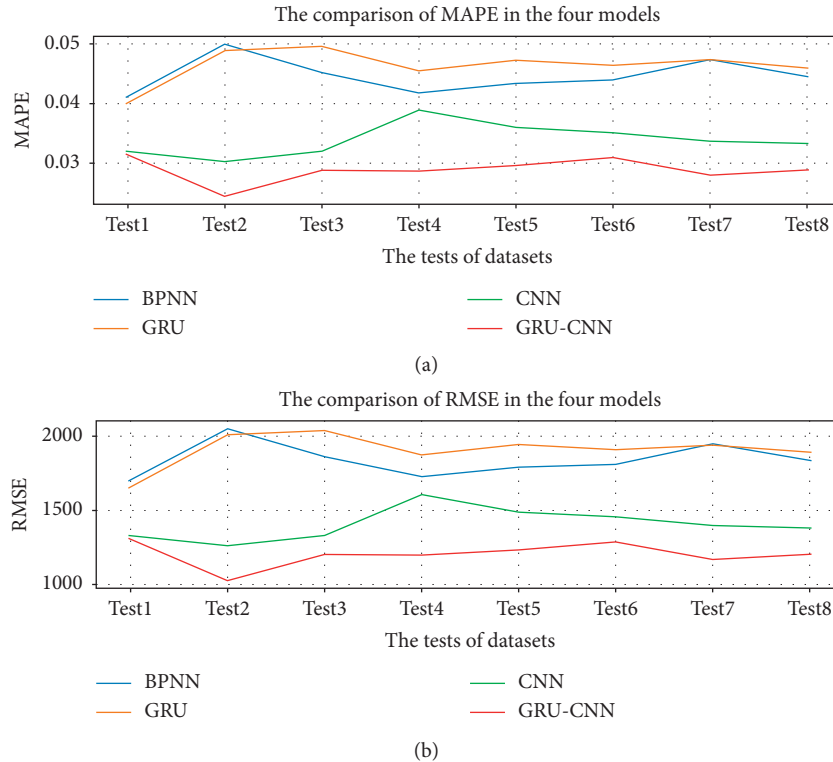 The comparison of MAPE in the four models
0.05
0.04
0.03
MAPE
Test1 Test2 Test3 Test4 Test5 Test6 Test7 Test8
The tests of datasets
BPNN CNN
GRU GRU-CNN
(a)
The comparison of RMSE in the four models
2000
1500
1000
RMSE
Test1 Test2 Test3 Test4 Test5 Test6 Test7 Test8
The tests of datasets
BPNN CNN
GRU GRU-CNN
(b)